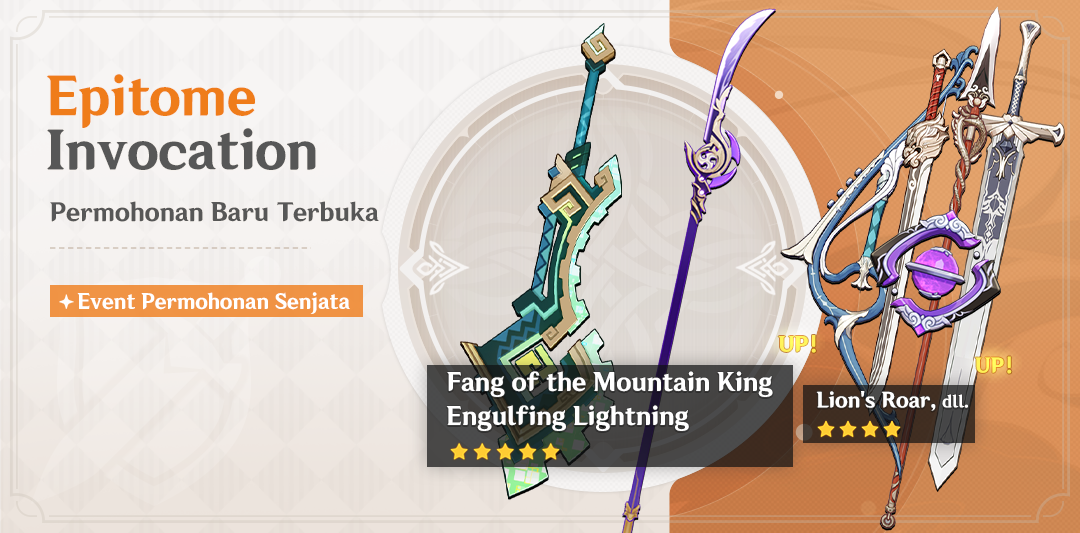 Epitome
Invocation
Permohonan Baru Terbuka
Event Permohonan Senjata
UP!
Fang of the Mountain King
Engulfing Lightning
UP!
Lion's Roar, dll.